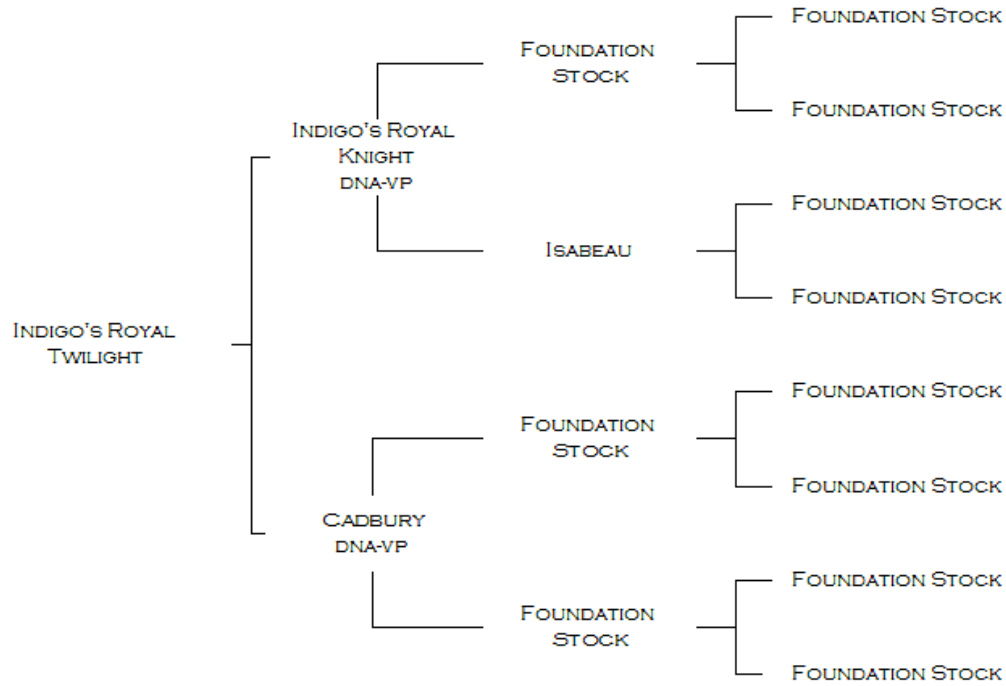 Foundation Stock
Foundation
Stock
Foundation Stock
Indigo's Royal
Knight
DNA-VP
Foundation Stock
Isabeau
Foundation Stock
Indigo's Royal
Twilight
Foundation Stock
Foundation
Stock
Foundation Stock
Cadbury
DNA-VP
Foundation Stock
Foundation
Stock
Foundation Stock